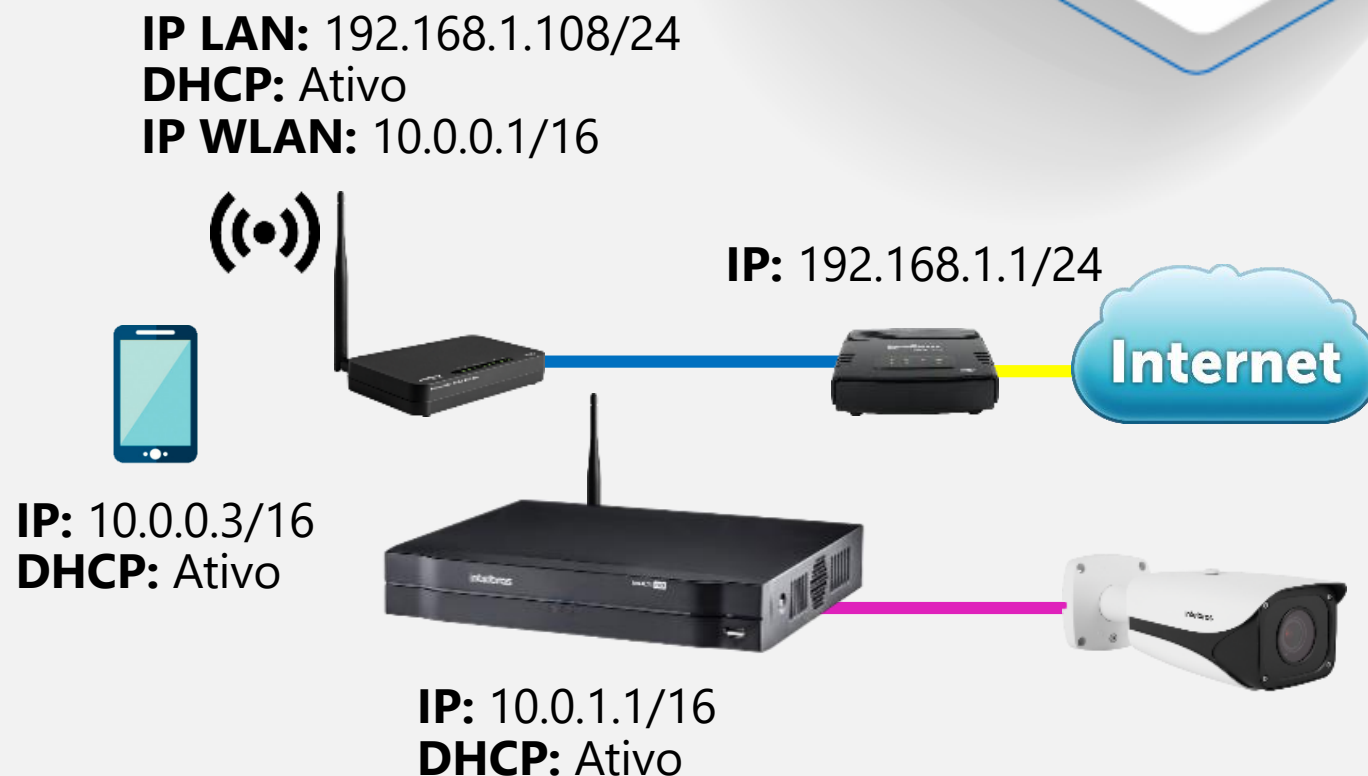 IP LAN: 192.168.1.108/24
DHCP: Ativo
IP WLAN: 10.0.0.1/16
IP: 192.168.1.1/24
Internet
IP: 10.0.0.3/16
DHCP: Ativo
intelbras
intelbras
IP: 10.0.1.1/16
DHCP: Ativo